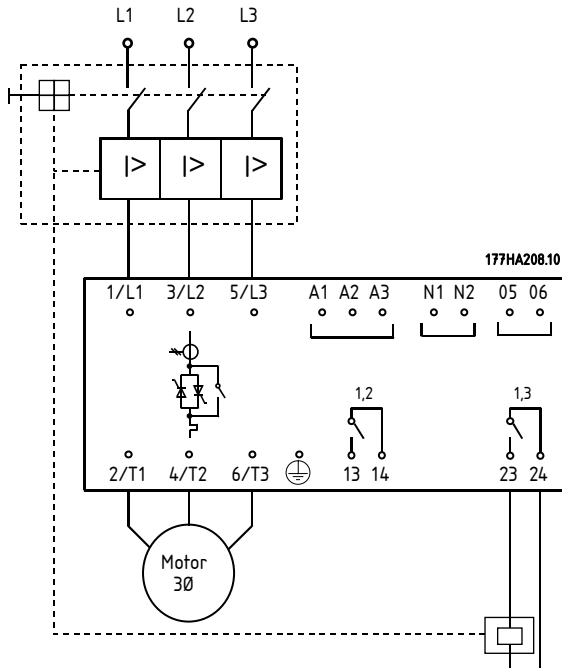 L1 L2 L3
I> I> I>
177HA208.10
1/L1 3/L2 5/L3 A1 A2 A3 N1 N2 05 06
1,2 1,3
2/T1 4/T2 6/T3 13 14 23 24
Motor
3Ø